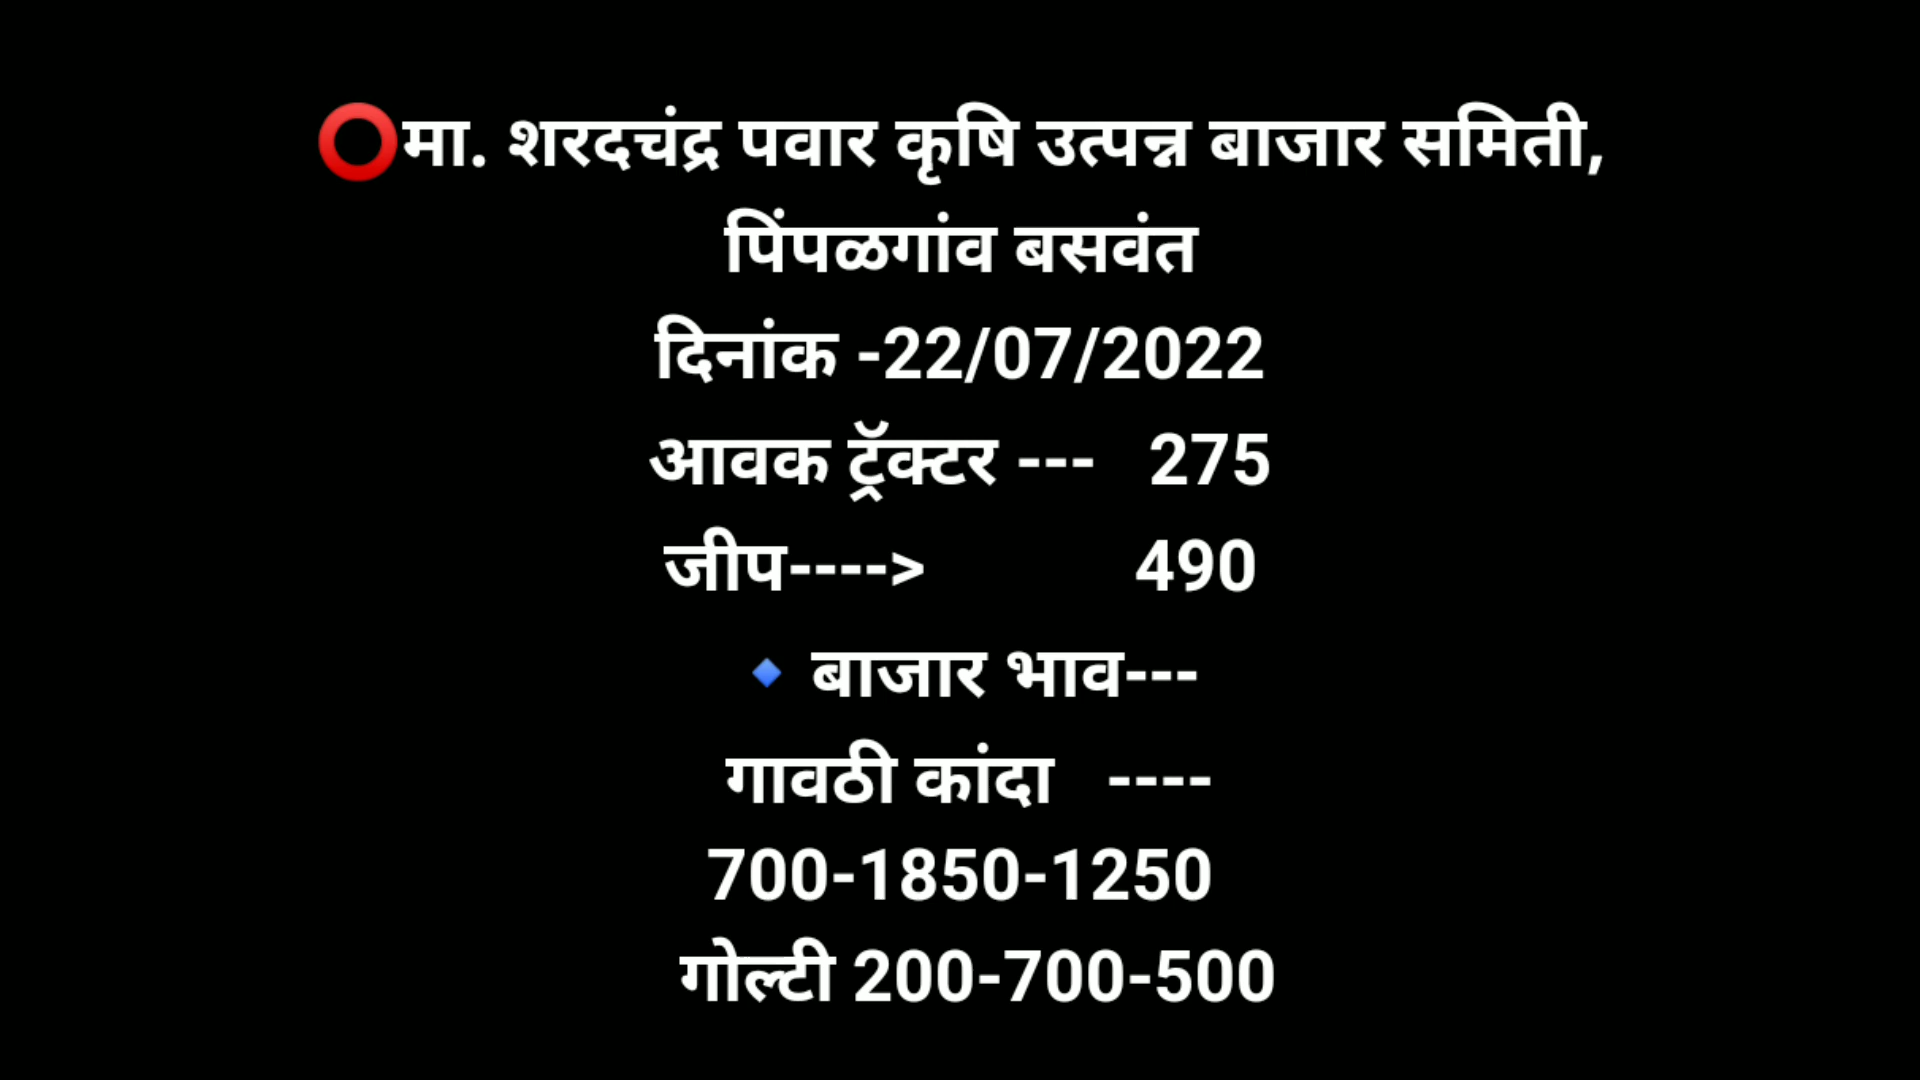 ⭕मा. शरदचंद्र पवार कृषि उत्पन्न बाजार समिती,
पिंपळगांव बसवंत
दिनांक -22/07/2022
आवक ट्रॅक्टर --- 275
जीप----> 490
🔹बाजार भाव---
गावठी कांदा ----
700-1850-1250
गोल्टी 200-700-500